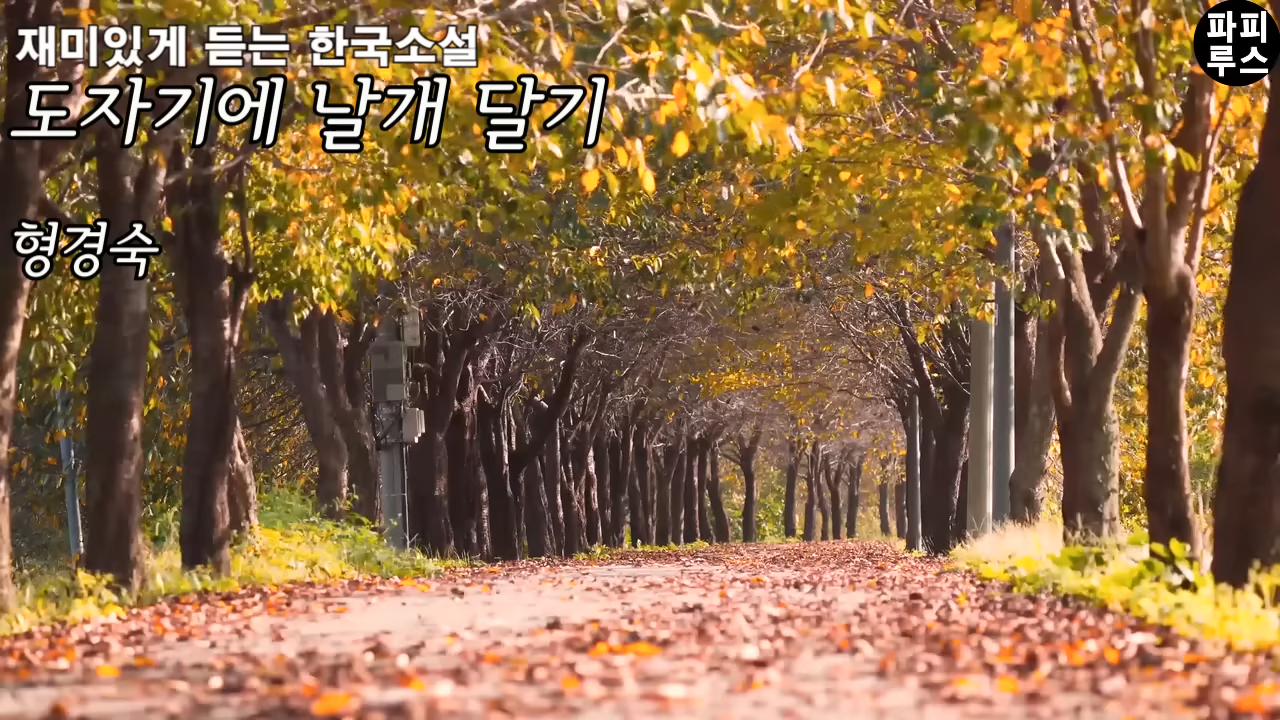 재미있게 듣는 한국소설
도자기에 날개 달기
형경숙
파피
루스